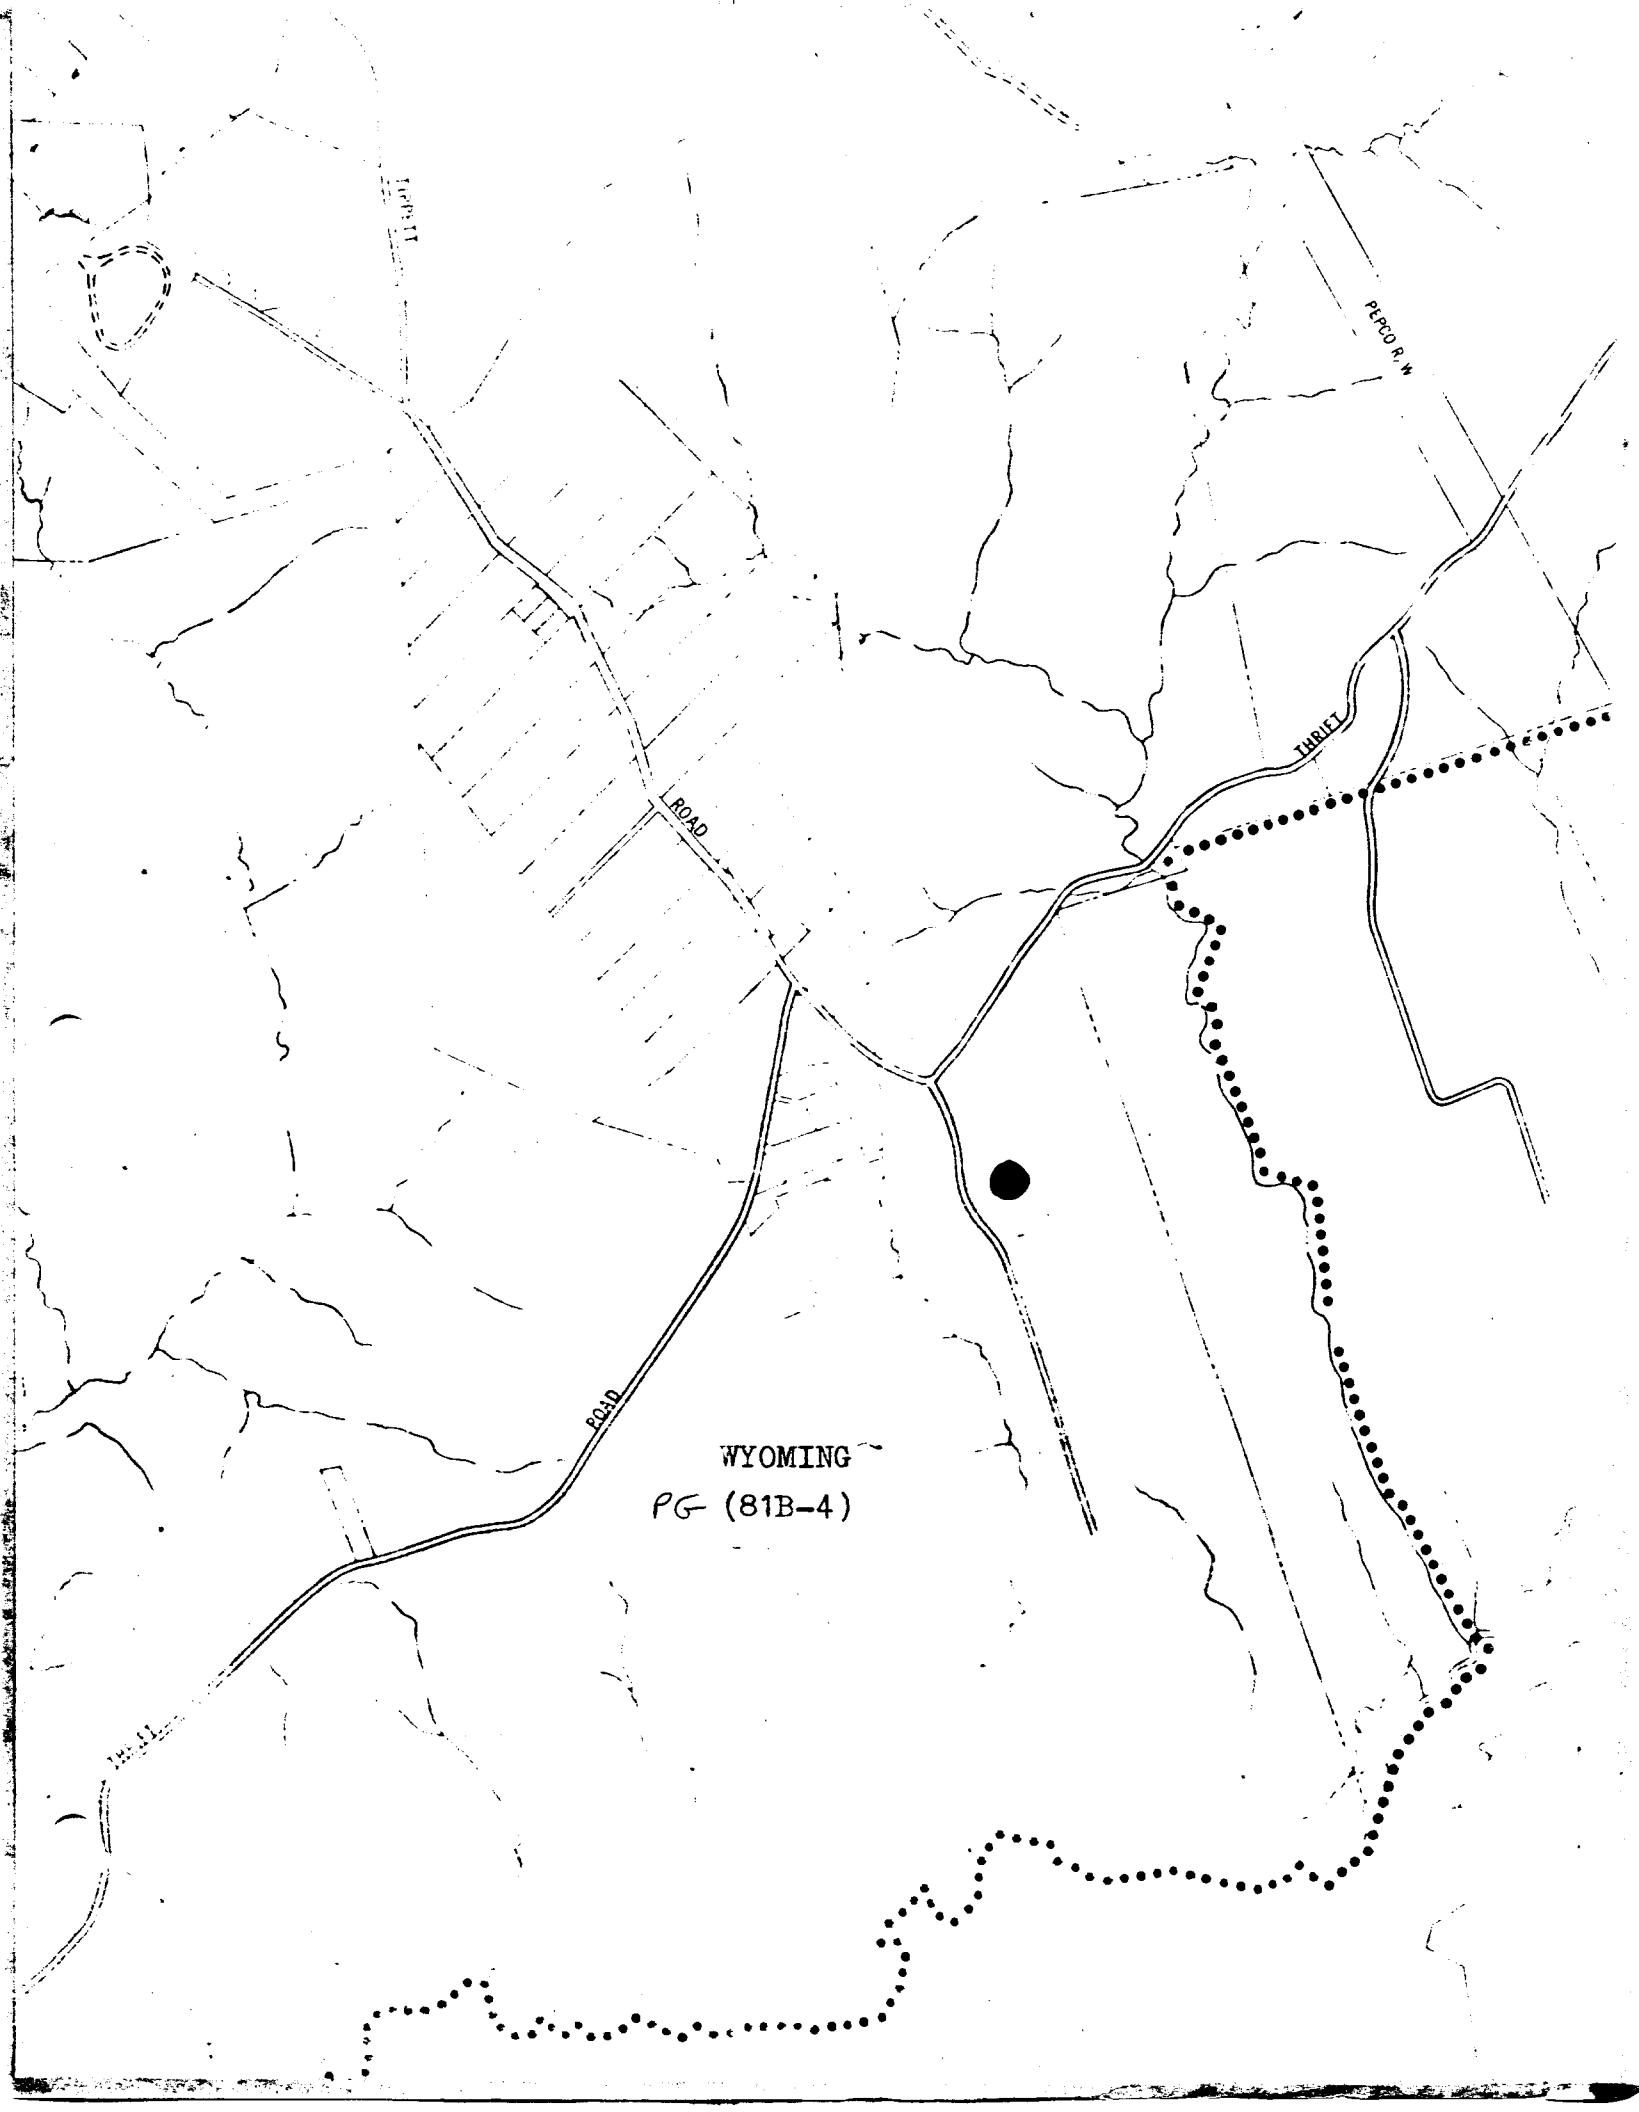 PEPCO R/W
THRIFT
ROAD
ROAD
WYOMING
PG (81B-4)